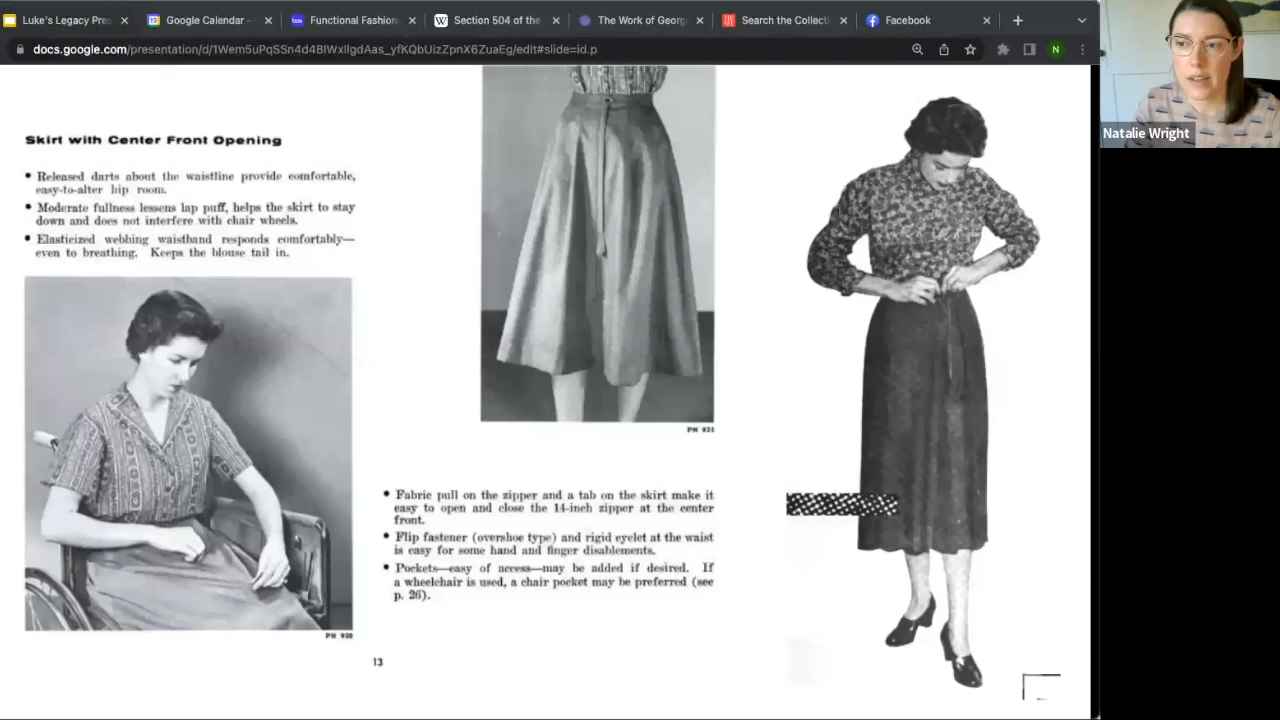 Luke's Legacy Pres
Google Calendar -
Functional Fashion
Section 504 of the
The Work of Georg
Search the Collecti
Facebook
docs.google.com/presentation/d/1Wem5uPqSSn4d4BlWxIlgdAas_yfKQbUizZpnX6ZuaEg/edit#slide=id.p
N
Natalie Wright
Skirt with Center Front Opening
• Released darts about the waistline provide comfortable,
easy-to-alter hip room.
• Moderate fullness lessens lap puff, helps the skirt to stay
down and does not interfere with chair wheels.
• Elasticized webbing waistband responds comfortably—
even to breathing. Keeps the blouse tail in.
PN 920
PN 921
• Fabric pull on the zipper and a tab on the skirt make it
easy to open and close the 14-inch zipper at the center
front.
• Flip fastener (overshoe type) and rigid eyelet at the waist
is easy for some hand and finger disablements.
• Pockets—easy of access—may be added if desired. If
a wheelchair is used, a chair pocket may be preferred (see
p. 26).
13